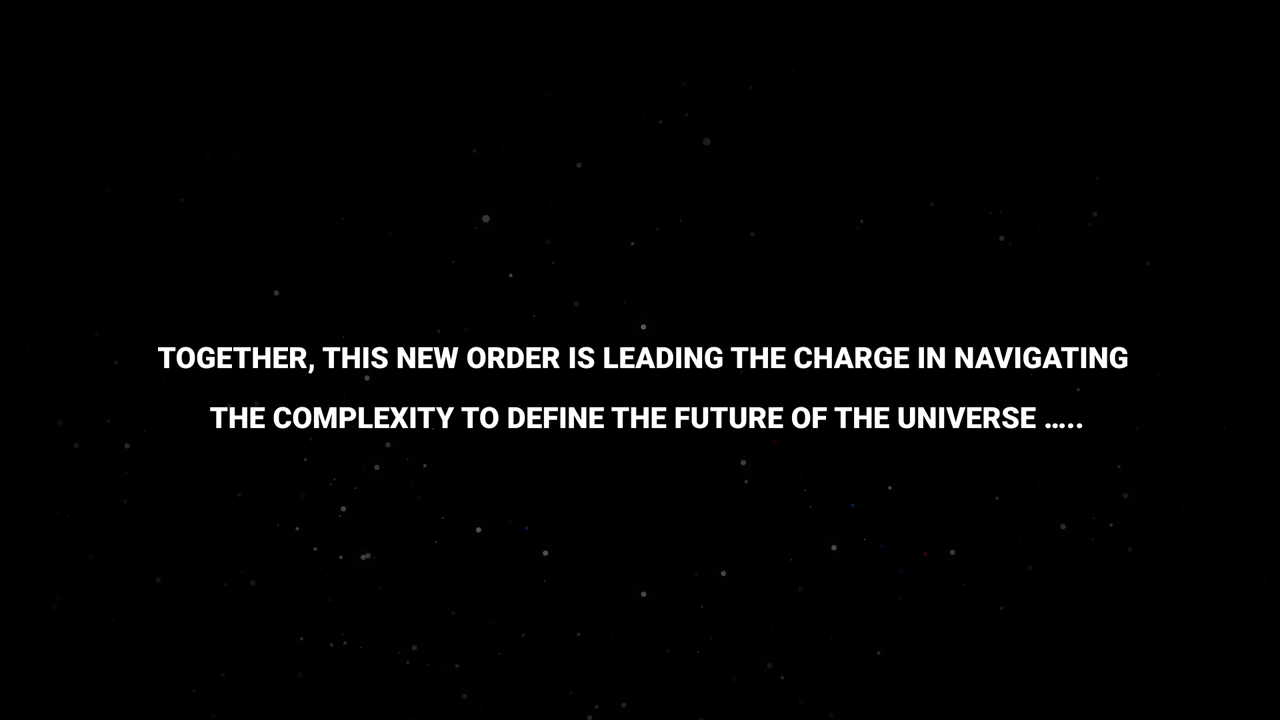 TOGETHER, THIS NEW ORDER IS LEADING THE CHARGE IN NAVIGATING
THE COMPLEXITY TO DEFINE THE FUTURE OF THE UNIVERSE .....